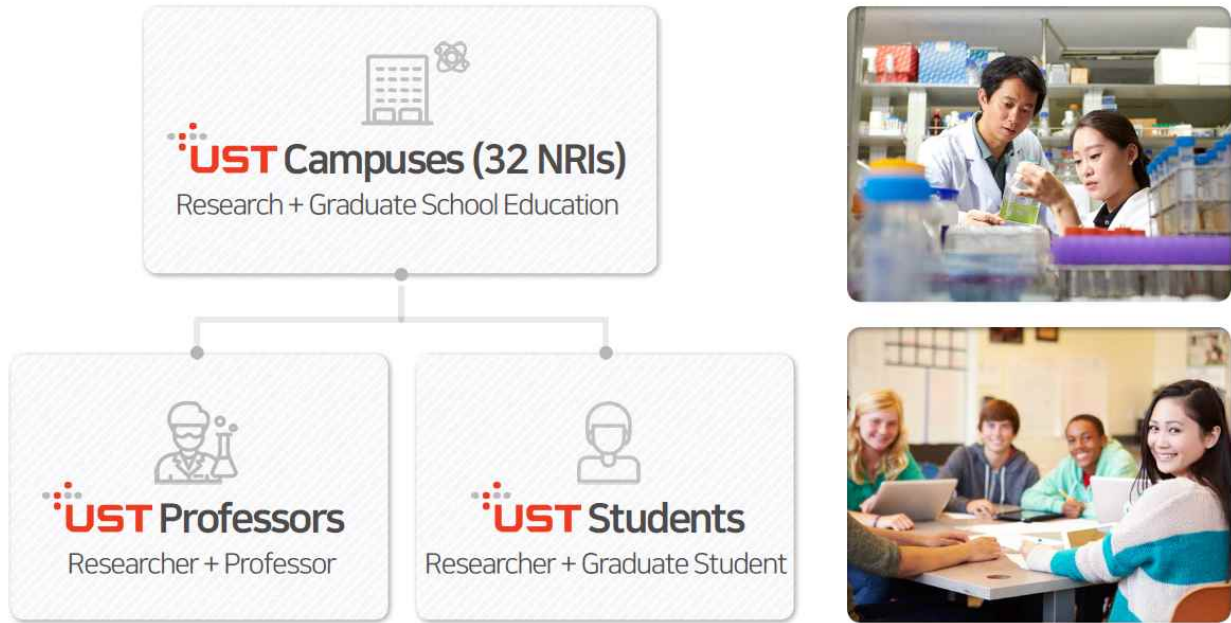 UST Campuses (32 NRIs)
Research + Graduate School Education
UST Professors
Researcher + Professor
UST Students
Researcher + Graduate Student